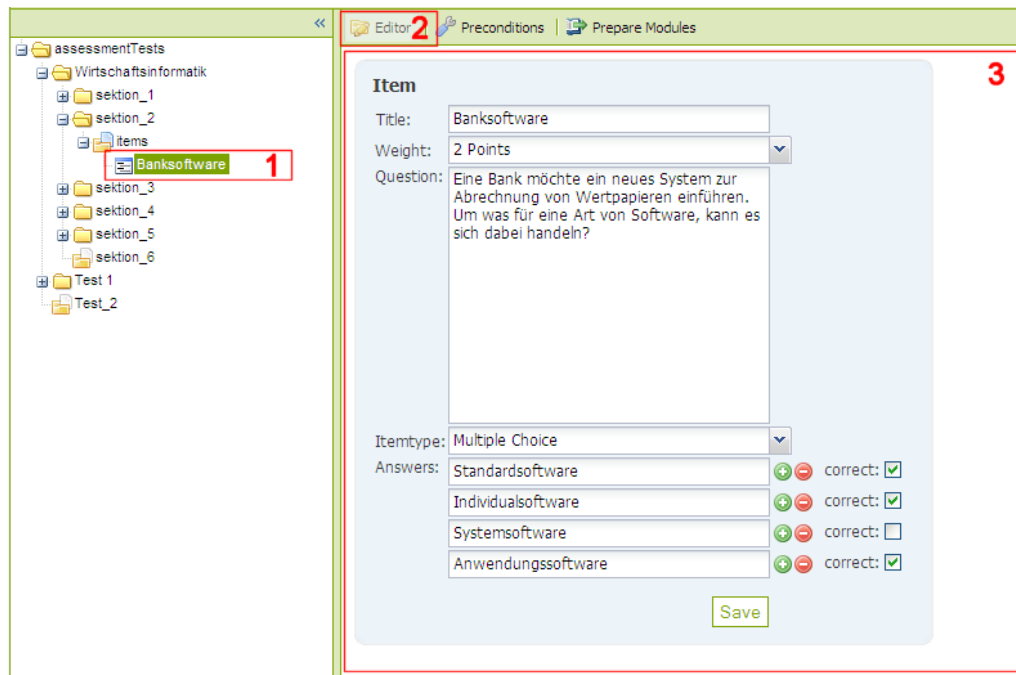 «
assessmentTests
Wirtschaftsinformatik
sektion_1
sektion_2
items
Banksoftware 1
sektion_3
sektion_4
sektion_5
sektion_6
Test 1
Test_2
Editor 2 Preconditions Prepare Modules
3
Item
Title: Banksoftware
Weight: 2 Points
Question: Eine Bank möchte ein neues System zur
Abrechnung von Wertpapieren einführen.
Um was für eine Art von Software, kann es
sich dabei handeln?
Itemtype: Multiple Choice
Answers: Standardsoftware correct:
Individualsoftware correct:
Systemsoftware correct:
Anwendungssoftware correct:
Save